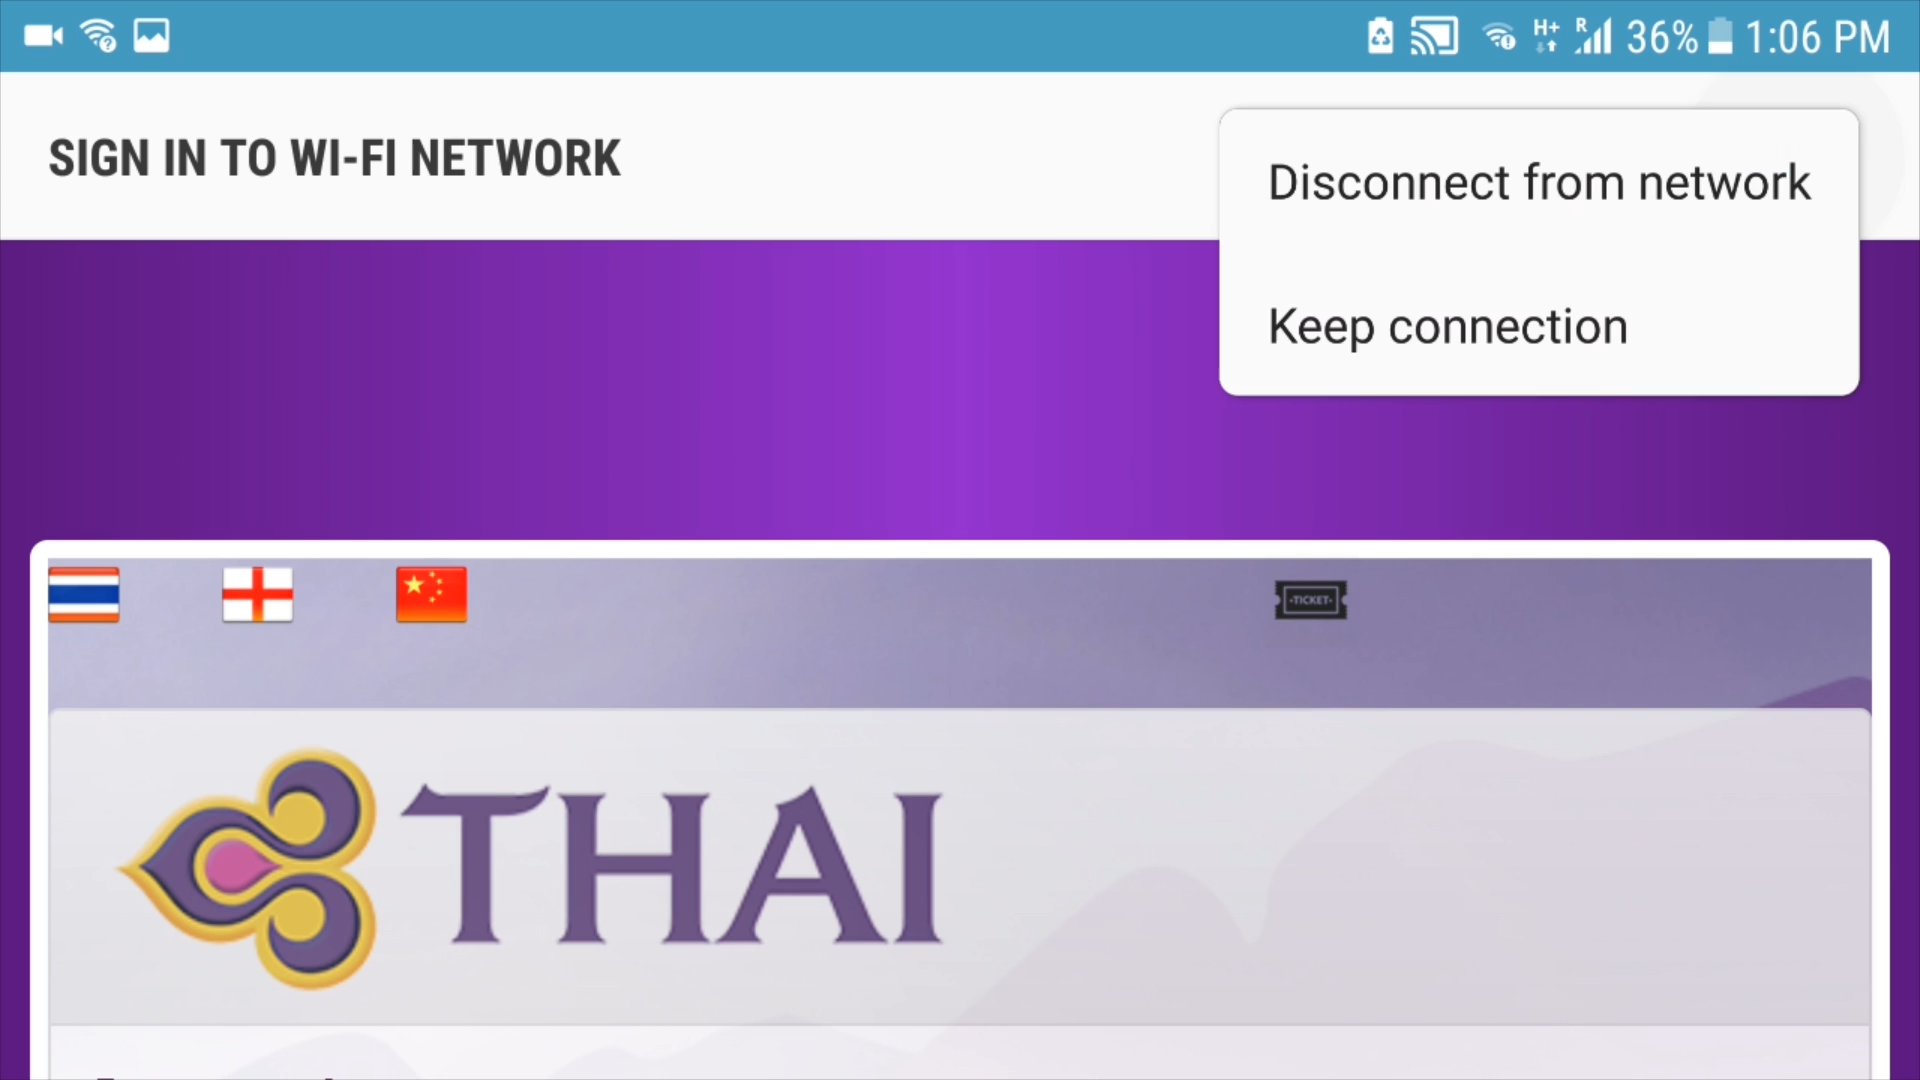 H+
R
36%
1:06 PM
SIGN IN TO WI-FI NETWORK
Disconnect from network
Keep connection
·TICKET·
THAI